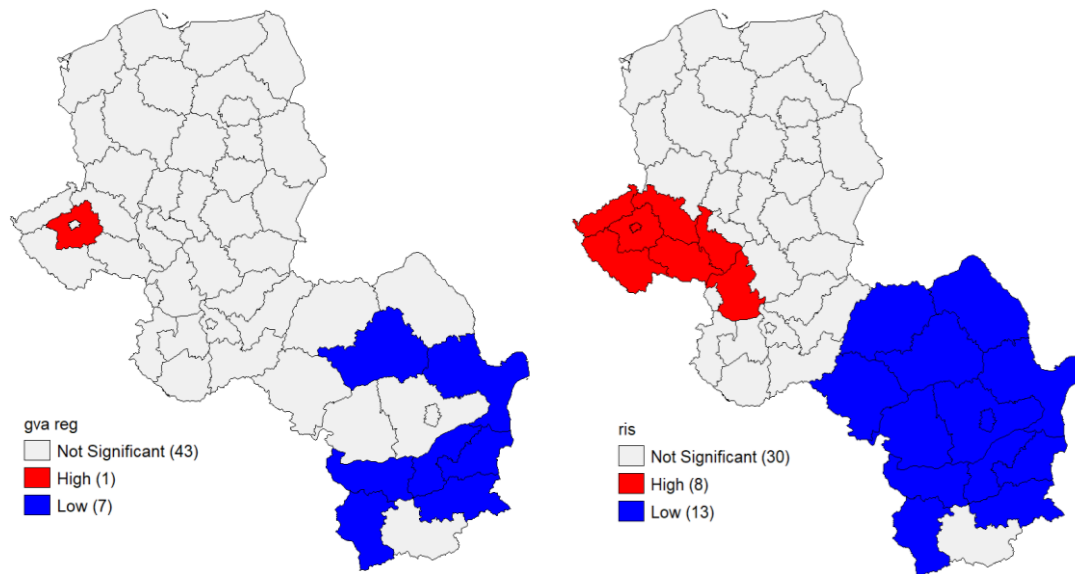 gva reg
Not Significant (43)
High (1)
Low (7)
ris
Not Significant (30)
High (8)
Low (13)